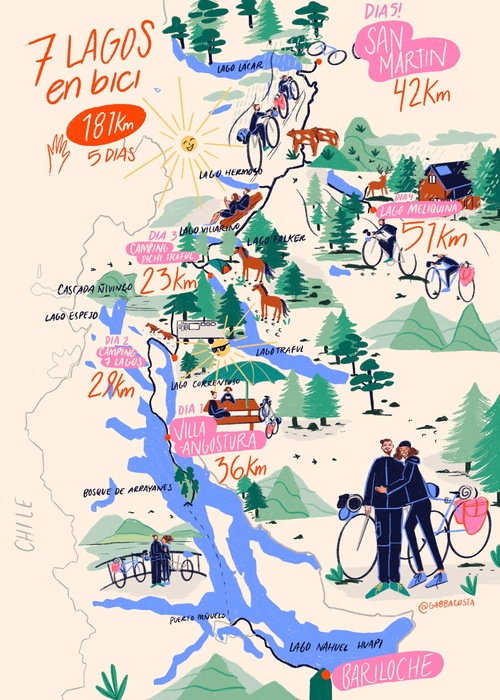 7 LAGOS
en bici
181Km
5 DIAS
DIA 5!
SAN
MARTIN
42Km
LAGO LACAR
LAGO HERMOSO
DIA 4
LAGO MELIQUINA
51Km
LAGO VILLARINO
LAGO FALKER
DIA 3
CAMPING
PICHI TRAFUL
23Km
CASCADA ÑIVINCO
LAGO ESPEJO
DIA 2
CAMPING
7 LAGOS
29Km
LAGO TRAFUL
LAGO CORRENTOSO
DIA 1
VILLA
ANGOSTURA
36Km
BOSQUE DE ARRAYANES
CHILE
@GABBACOSTA
PUERTO PAÑUELO
LAGO NAHUEL HUAPI
BARILOCHE